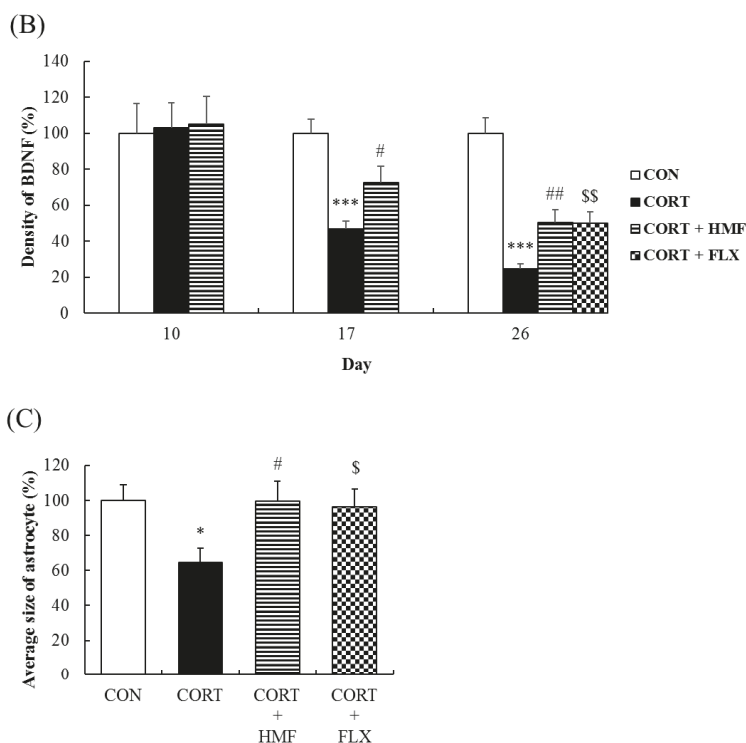 (B)
Density of BDNF (%)
140
120
100
80
60
40
20
0
#
***
***
##
$$
10
17
26
Day
CON
CORT
CORT + HMF
CORT + FLX
(C)
Average size of astrocyte (%)
120
100
80
60
40
20
0
*
#
$
CON
CORT
CORT
+
HMF
CORT
+
FLX